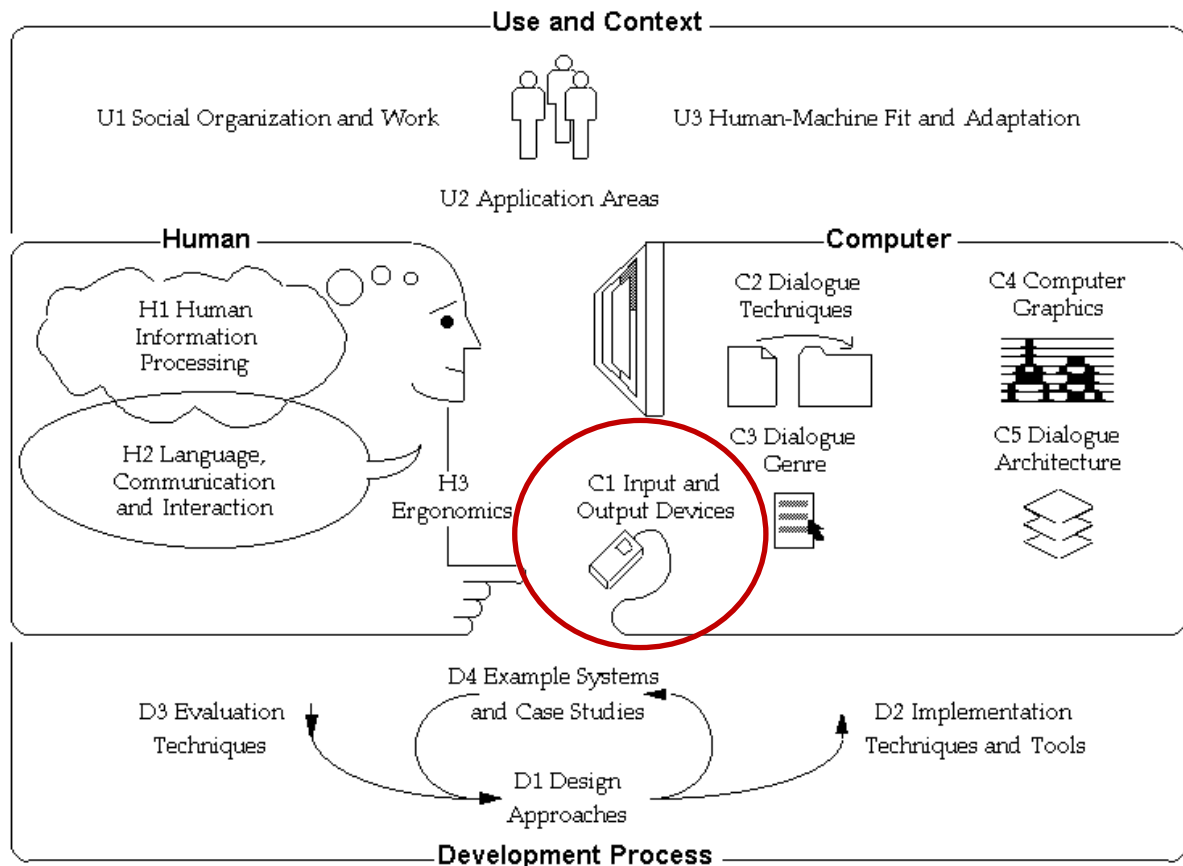 Use and Context
U1 Social Organization and Work
U3 Human-Machine Fit and Adaptation
U2 Application Areas
Human
H1 Human
Information
Processing
H2 Language,
Communication
and Interaction
H3
Ergonomics
Computer
C1 Input and
Output Devices
C2 Dialogue
Techniques
C3 Dialogue
Genre
C4 Computer
Graphics
C5 Dialogue
Architecture
D3 Evaluation
Techniques
D4 Example Systems
and Case Studies
D1 Design
Approaches
D2 Implementation
Techniques and Tools
Development Process